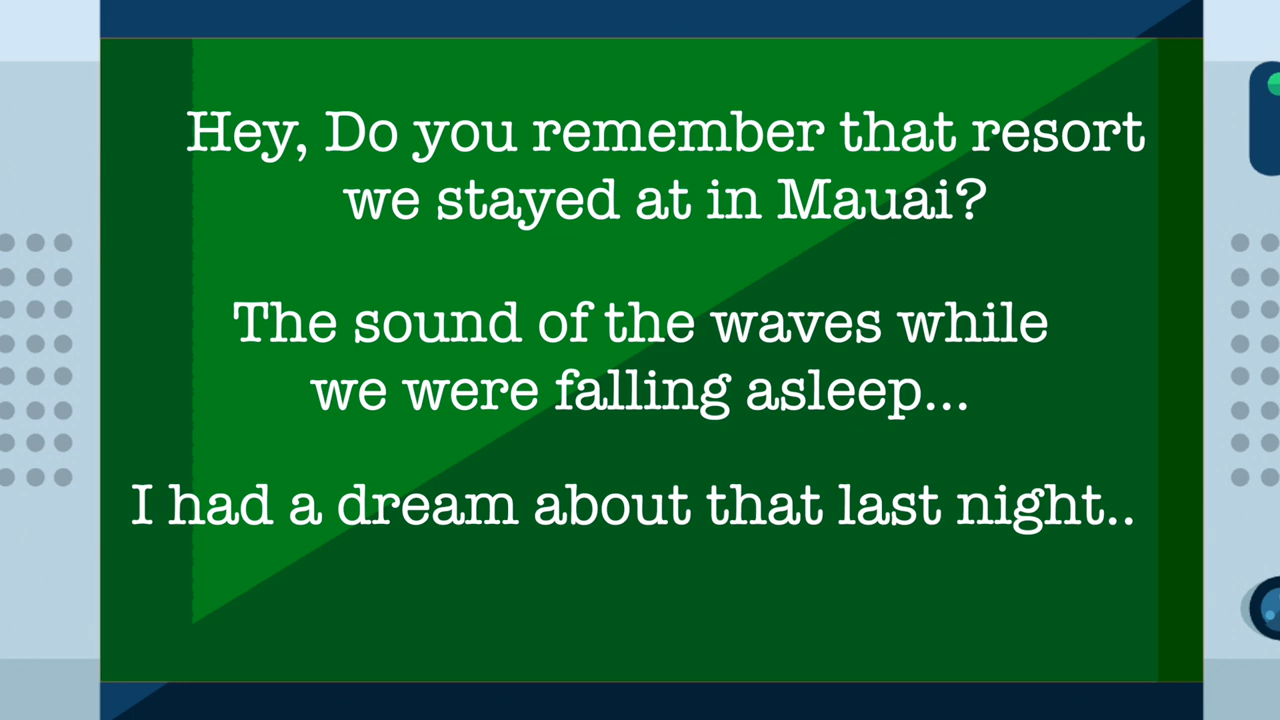 Hey, Do you remember that resort
we stayed at in Mauai?
The sound of the waves while
we were falling asleep...
I had a dream about that last night..